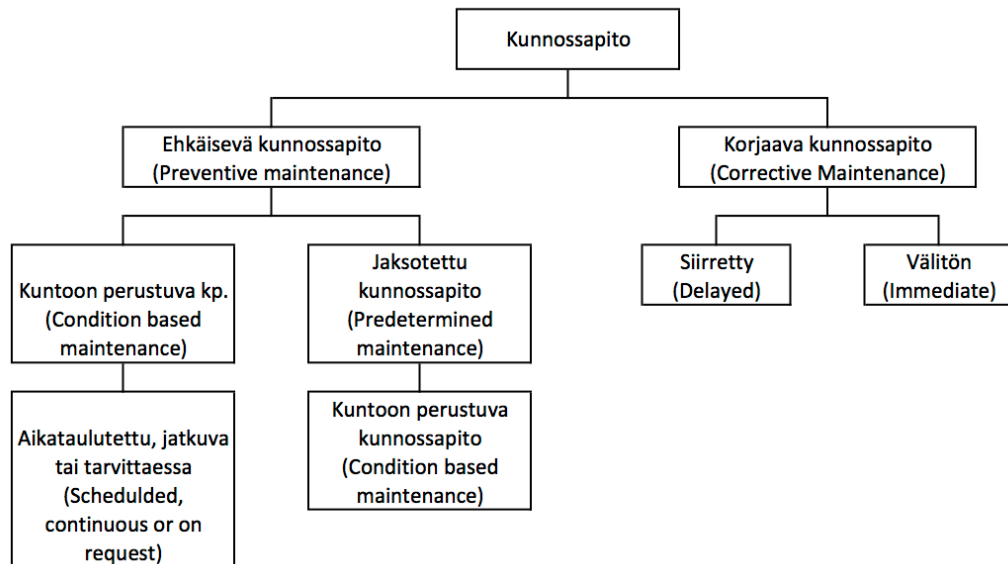 Kunnossapito
Ehkäisevä kunnossapito
(Preventive maintenance)
Korjaava kunnossapito
(Corrective Maintenance)
Kuntoon perustuva kp.
(Condition based
maintenance)
Jaksotettu
kunnossapito
(Predetermined
maintenance)
Siirretty
(Delayed)
Välitön
(Immediate)
Aikataulutettu, jatkuva
tai tarvittaessa
(Schedulded,
continuous or on
request)
Kuntoon perustuva
kunnossapito
(Condition based
maintenance)